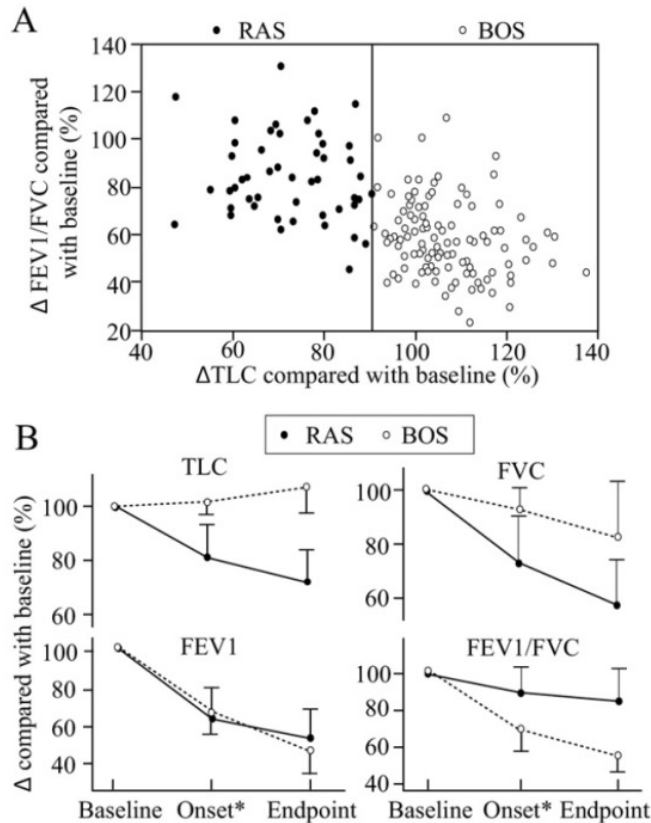 A
● RAS ○ BOS
Δ FEV1/FVC compared
with baseline (%)
140
120
100
80
60
40
20
40 60 80 100 120 140
ΔTLC compared with baseline (%)
B
● RAS ○ BOS
Δ compared with baseline (%)
TLC
100
80
60
FVC
100
80
60
FEV1
100
80
60
40
FEV1/FVC
100
80
60
40
Baseline Onset* Endpoint
Baseline Onset* Endpoint